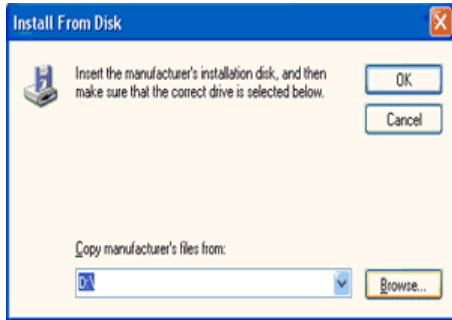 Install From Disk
Insert the manufacturer's installation disk, and then
make sure that the correct drive is selected below.
OK
Cancel
Copy manufacturer's files from:
D:\
Browse...